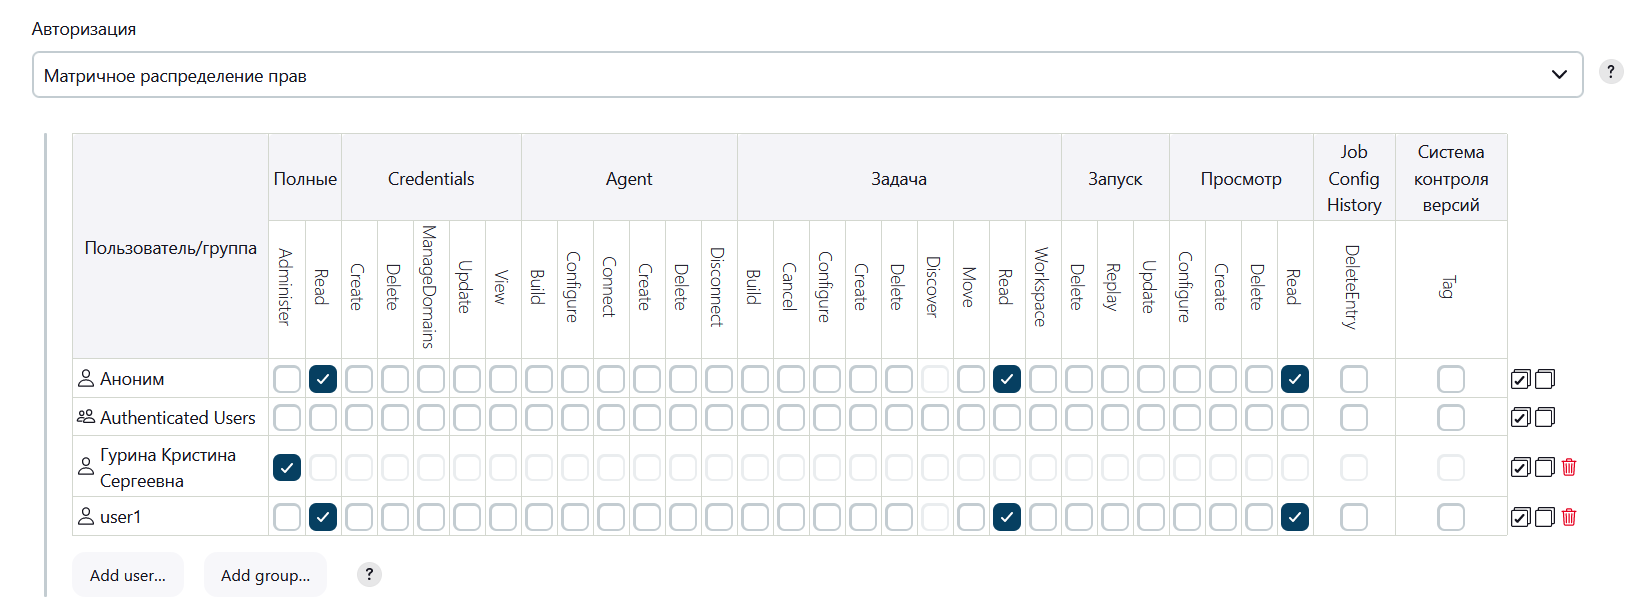 Авторизация
Матричное распределение прав
?
Пользователь/группа
Полные
Credentials
Agent
Задача
Запуск
Просмотр
Job
Config
History
Система
контроля
версий
Administer
Read
Create
Delete
ManageDomains
Update
View
Build
Configure
Connect
Create
Delete
Disconnect
Build
Cancel
Configure
Create
Delete
Discover
Move
Read
Workspace
Delete
Replay
Update
Configure
Create
Delete
Read
DeleteEntry
Tag
Аноним
Authenticated Users
Гурина Кристина
Сергеевна
user1
Add user...
Add group...
?